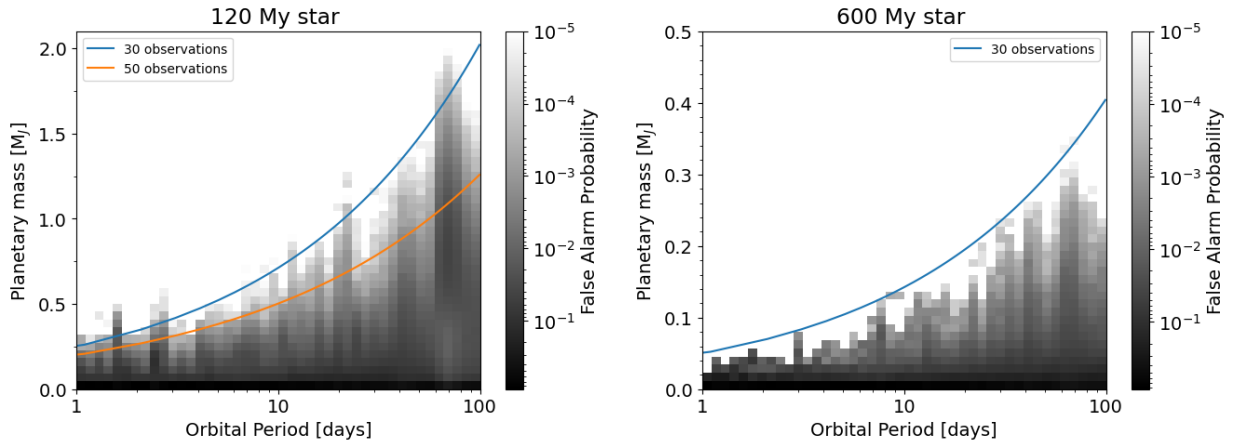 120 My star
30 observations
50 observations
2.0
1.5
1.0
0.5
0.0
Planetary mass [M_J]
1
10
100
Orbital Period [days]
10⁻⁵
10⁻⁴
10⁻³
10⁻²
10⁻¹
False Alarm Probability
600 My star
30 observations
0.5
0.4
0.3
0.2
0.1
0.0
Planetary mass [M_J]
1
10
100
Orbital Period [days]
10⁻⁵
10⁻⁴
10⁻³
10⁻²
10⁻¹
False Alarm Probability